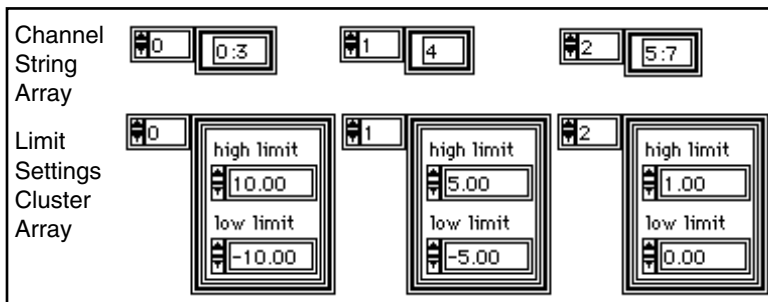 Channel
String
Array
0 0:3 1 4 2 5:7
Limit
Settings
Cluster
Array
0 1 2
high limit high limit high limit
10.00 5.00 1.00
low limit low limit low limit
-10.00 -5.00 0.00